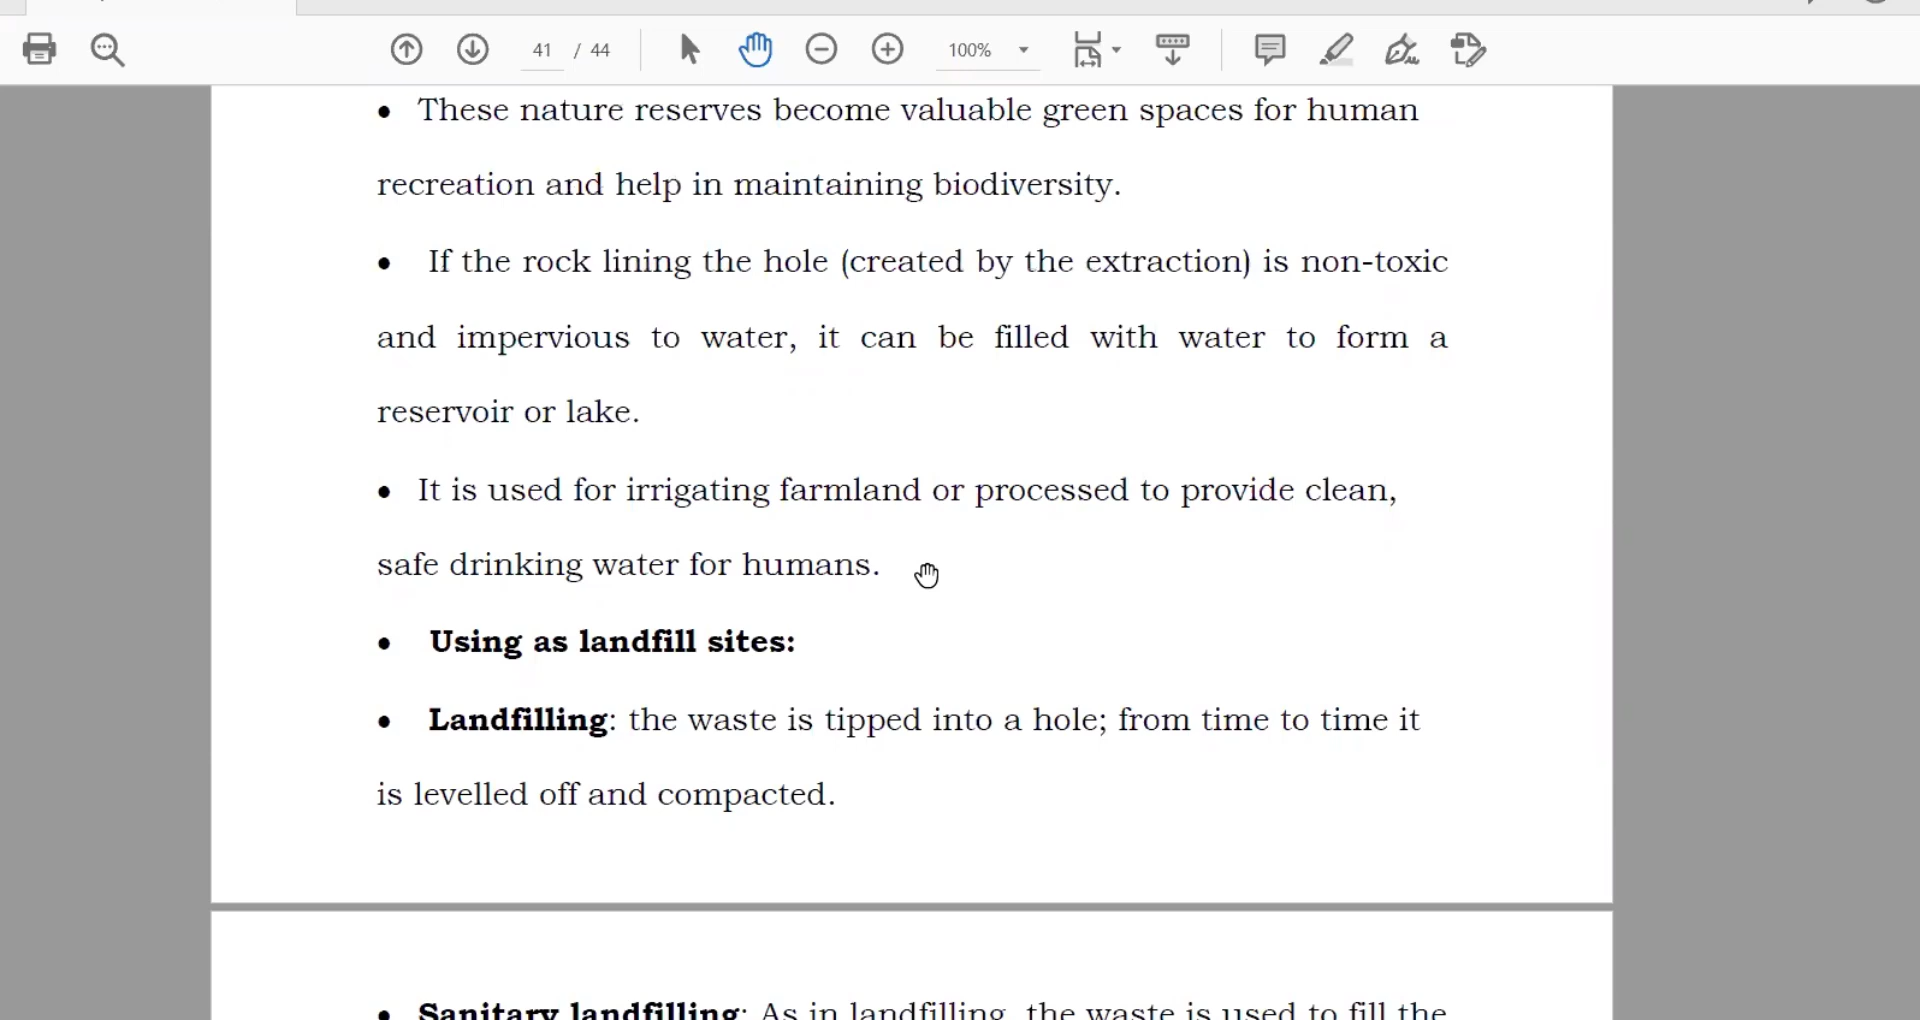 41 / 44
100%
• These nature reserves become valuable green spaces for human
recreation and help in maintaining biodiversity.
• If the rock lining the hole (created by the extraction) is non-toxic
and impervious to water, it can be filled with water to form a
reservoir or lake.
• It is used for irrigating farmland or processed to provide clean,
safe drinking water for humans.
• Using as landfill sites:
• Landfilling: the waste is tipped into a hole; from time to time it
is levelled off and compacted.
• Sanitary landfilling: As in landfilling, the waste is used to fill the